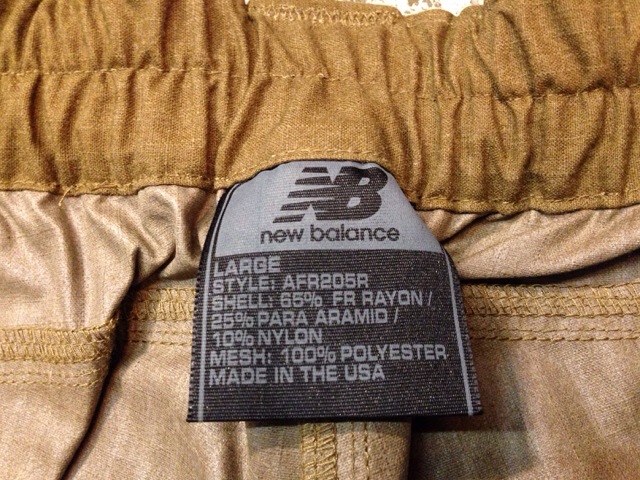 NB
new balance
LARGE
STYLE: AFR205R
SHELL: 65% FR RAYON /
25% PARA ARAMID /
10% NYLON
MESH: 100% POLYESTER
MADE IN THE USA